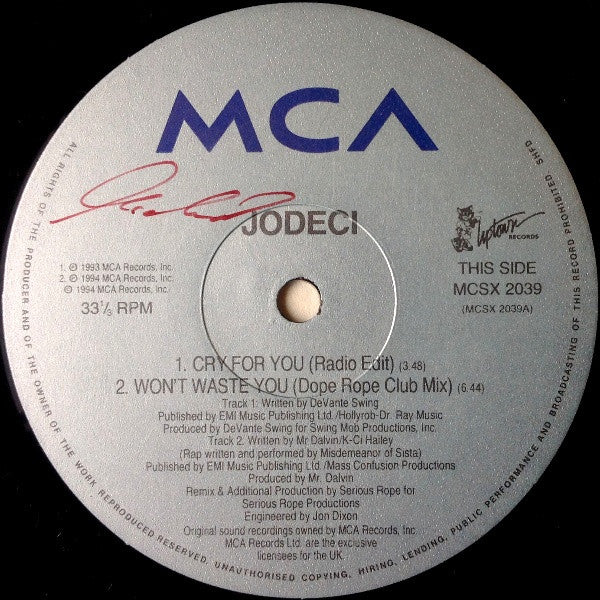 MCA
JODECI
Uptown
RECORDS
1. ℗ 1993 MCA Records, Inc.
2. ℗ 1994 MCA Records, Inc.
© 1994 MCA Records, Inc.
33⅓ RPM
THIS SIDE
MCSX 2039
(MCSX 2039A)
1. CRY FOR YOU (Radio Edit) (3.48)
2. WON'T WASTE YOU (Dope Rope Club Mix) (6.44)
Track 1: Written by DeVante Swing
Published by EMI Music Publishing Ltd./Hollyrob-Dr. Ray Music
Produced by DeVante Swing for Swing Mob Productions, Inc.
Track 2. Written by Mr Dalvin/K-Ci Hailey
(Rap written and performed by Misdemeanor of Sista)
Published by EMI Music Publishing Ltd. /Mass Confusion Productions
Produced by Mr. Dalvin
Remix & Additional Production by Serious Rope for
Serious Rope Productions
Engineered by Jon Dixon
Original sound recordings owned by MCA Records, Inc.
MCA Records Ltd. are the exclusive
licensees for the UK.
ALL RIGHTS OF THE PRODUCER AND OF THE OWNER OF THE WORK REPRODUCED RESERVED. UNAUTHORISED COPYING, HIRING, LENDING, PUBLIC PERFORMANCE AND BROADCASTING OF THIS RECORD PROHIBITED SHFD